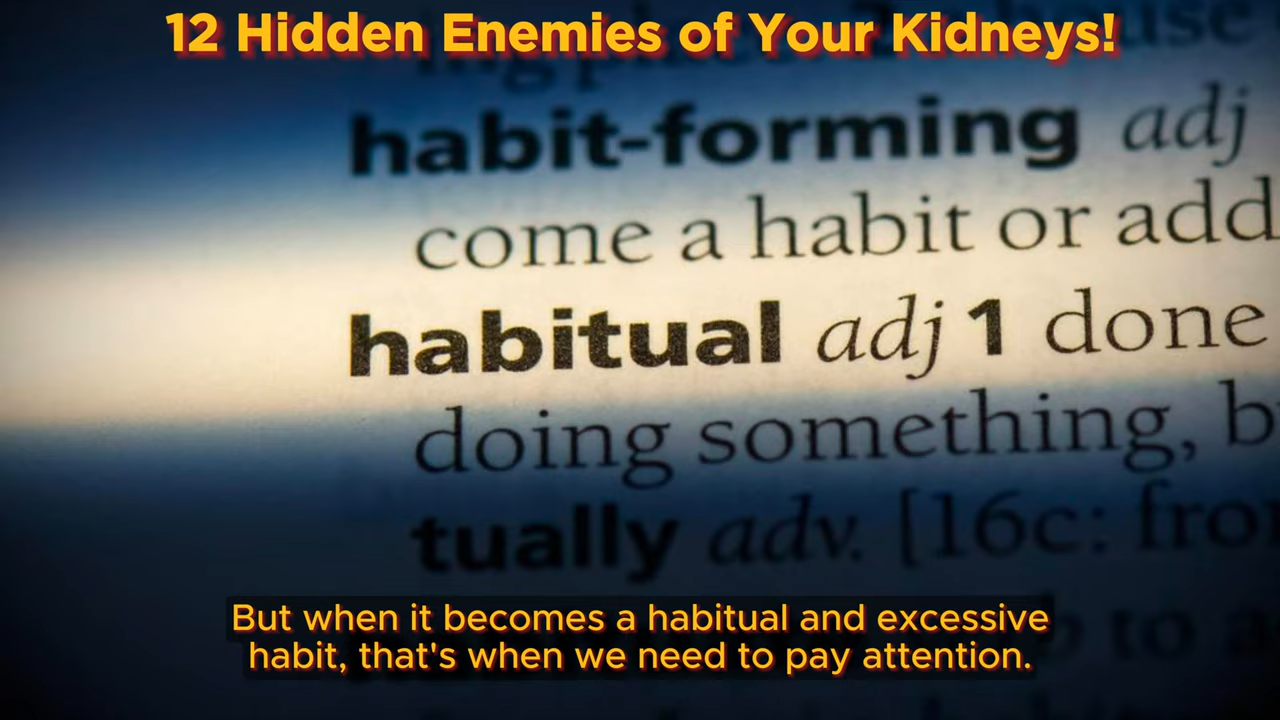 12 Hidden Enemies of Your Kidneys!
habit-forming adj
come a habit or add
habitual adj 1 done
doing something, b
tually adv. [16c: fro
to a
But when it becomes a habitual and excessive
habit, that's when we need to pay attention.